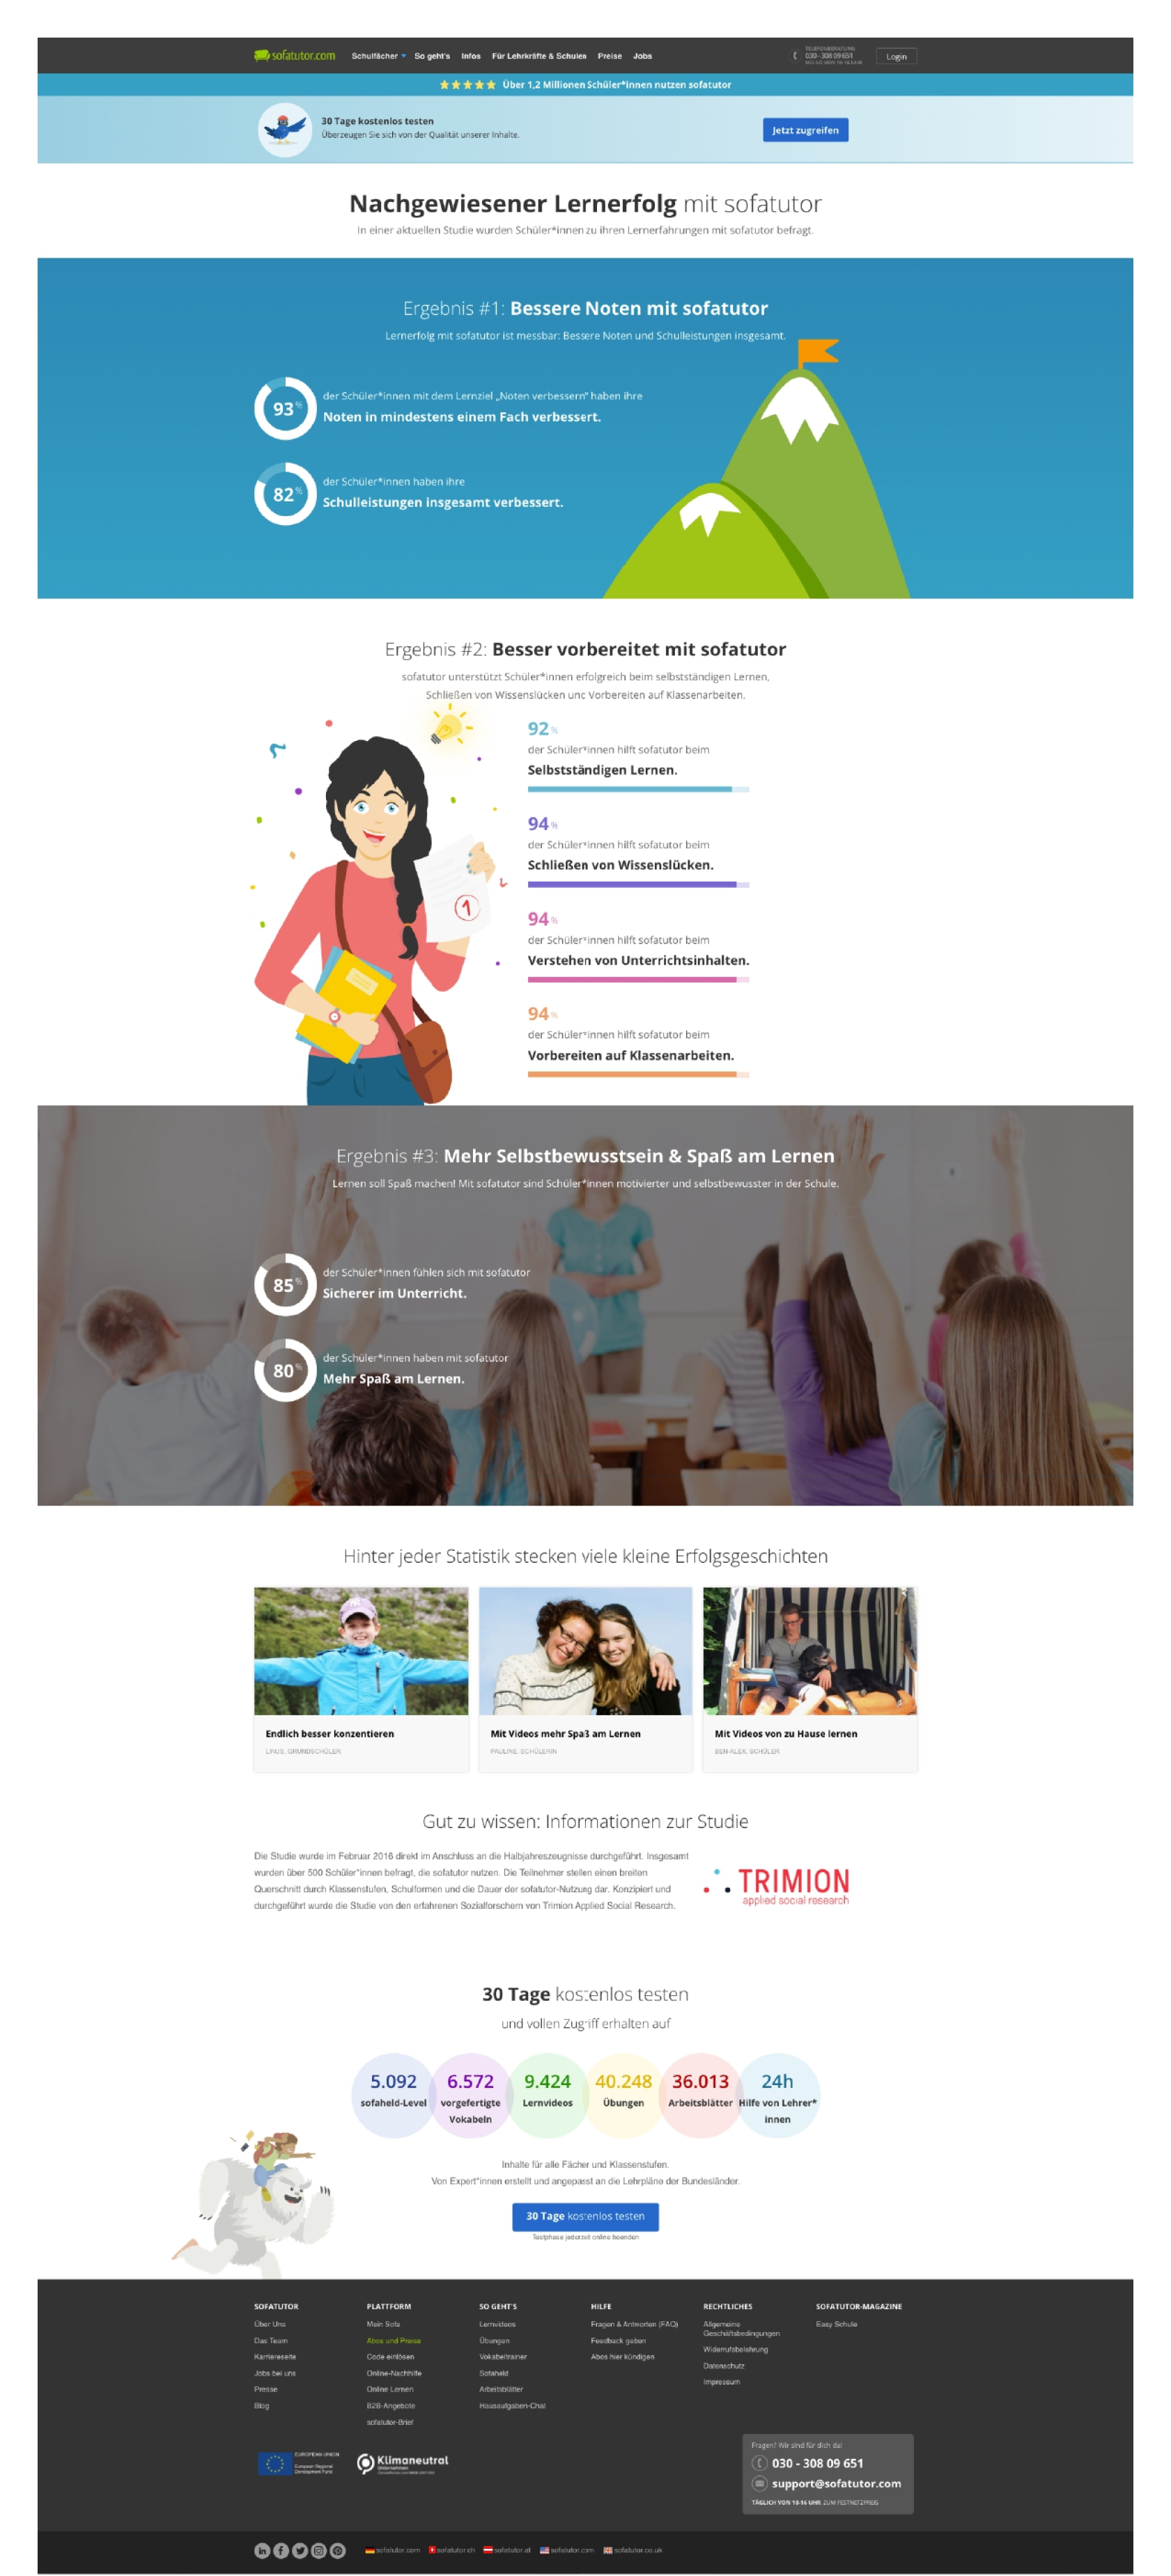 sofatutor.com Schulfächer So geht's Infos Für Lehrkräfte & Schulen Preise Jobs
TELEFONBERATUNG
030 - 308 09 651
Login
Über 1,2 Millionen Schüler*innen nutzen sofatutor
30 Tage kostenlos testen
Überzeugen Sie sich von der Qualität unserer Inhalte.
Jetzt zugreifen
Nachgewiesener Lernerfolg mit sofatutor
In einer aktuellen Studie wurden Schüler*innen zu ihren Lernerfahrungen mit sofatutor befragt.
Ergebnis #1: Bessere Noten mit sofatutor
Lernerfolg mit sofatutor ist messbar: Bessere Noten und Schulleistungen insgesamt.
93 %
der Schüler*innen mit dem Lernziel „Noten verbessern“ haben ihre
Noten in mindestens einem Fach verbessert.
82 %
der Schüler*innen haben ihre
Schulleistungen insgesamt verbessert.
Ergebnis #2: Besser vorbereitet mit sofatutor
sofatutor unterstützt Schüler*innen erfolgreich beim selbstständigen Lernen,
Schließen von Wissenslücken und Vorbereiten auf Klassenarbeiten.
1
92 %
der Schüler*innen hilft sofatutor beim
Selbstständigen Lernen.
94 %
der Schüler*innen hilft sofatutor beim
Schließen von Wissenslücken.
94 %
der Schüler*innen hilft sofatutor beim
Verstehen von Unterrichtsinhalten.
94 %
der Schüler*innen hilft sofatutor beim
Vorbereiten auf Klassenarbeiten.
Ergebnis #3: Mehr Selbstbewusstsein & Spaß am Lernen
Lernen soll Spaß machen! Mit sofatutor sind Schüler*innen motivierter und selbstbewusster in der Schule.
85 %
der Schüler*innen fühlen sich mit sofatutor
Sicherer im Unterricht.
80 %
der Schüler*innen haben mit sofatutor
Mehr Spaß am Lernen.
Hinter jeder Statistik stecken viele kleine Erfolgsgeschichten
Endlich besser konzentieren
LINUS, GRUNDSCHÜLER
Mit Videos mehr Spaß am Lernen
PAULINE, SCHÜLERIN
Mit Videos von zu Hause lernen
BEN-ALEX, SCHÜLER
Gut zu wissen: Informationen zur Studie
Die Studie wurde im Februar 2016 direkt im Anschluss an die Halbjahreszeugnisse durchgeführt. Insgesamt
wurden über 500 Schüler*innen befragt, die sofatutor nutzen. Die Teilnehmer stellen einen breiten
Querschnitt durch Klassenstufen, Schulformen und die Dauer der sofatutor-Nutzung dar. Konzipiert und
durchgeführt wurde die Studie von den erfahrenen Sozialforschern von Trimion Applied Social Research.
TRIMION
applied social research
30 Tage kostenlos testen
und vollen Zugriff erhalten auf
5.092
sofaheld-Level
6.572
vorgefertigte
Vokabeln
9.424
Lernvideos
40.248
Übungen
36.013
Arbeitsblätter
24h
Hilfe von Lehrer*
innen
Inhalte für alle Fächer und Klassenstufen.
Von Expert*innen erstellt und angepasst an die Lehrpläne der Bundesländer.
30 Tage kostenlos testen
Testphase jederzeit online beenden
SOFATUTOR
Über Uns
Das Team
Karriereseite
Jobs bei uns
Presse
Blog
PLATTFORM
Mein Sofa
Abos und Preise
Code einlösen
Online-Nachhilfe
Online Lernen
B2B-Angebote
sofatutor-Brief
SO GEHT'S
Lernvideos
Übungen
Vokabeltrainer
Sofaheld
Arbeitsblätter
Hausaufgaben-Chat
HILFE
Fragen & Antworten (FAQ)
Feedback geben
Abos hier kündigen
RECHTLICHES
Allgemeine
Geschäftsbedingungen
Widerrufsbelehrung
Datenschutz
Impressum
SOFATUTOR-MAGAZINE
Easy Schule
EUROPEAN UNION
European Regional
Development Fund
Klimaneutral
Unternehmen
Fragen? Wir sind für dich da!
030 - 308 09 651
support@sofatutor.com
TÄGLICH VON 10-16 UHR ZUM FESTNETZPREIS
sofatutor.com sofatutor.ch sofatutor.at sofatutor.com sofatutor.co.uk